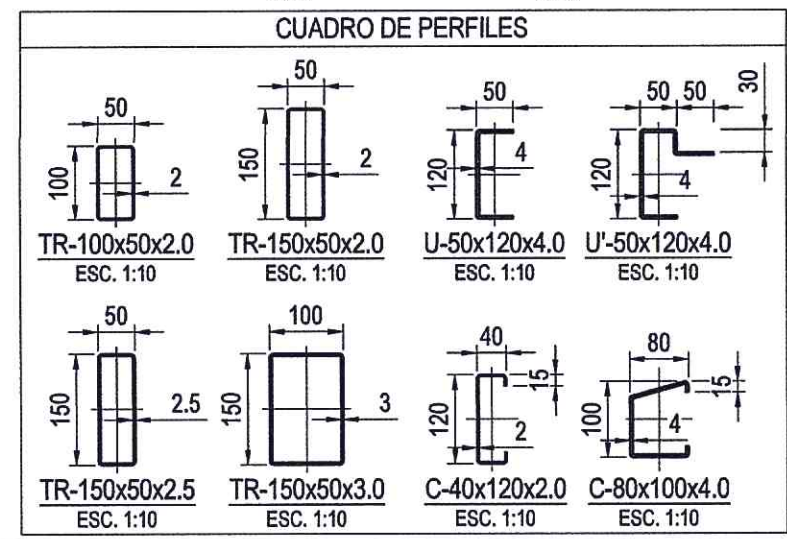 CUADRO DE PERFILES
50
100
2
TR-100x50x2.0
ESC. 1:10
50
150
2
TR-150x50x2.0
ESC. 1:10
50
120
4
U-50x120x4.0
ESC. 1:10
50 50
30
120
4
U'-50x120x4.0
ESC. 1:10
50
150
2.5
TR-150x50x2.5
ESC. 1:10
100
150
3
TR-150x50x3.0
ESC. 1:10
40
15
120
2
C-40x120x2.0
ESC. 1:10
80
15
100
4
C-80x100x4.0
ESC. 1:10